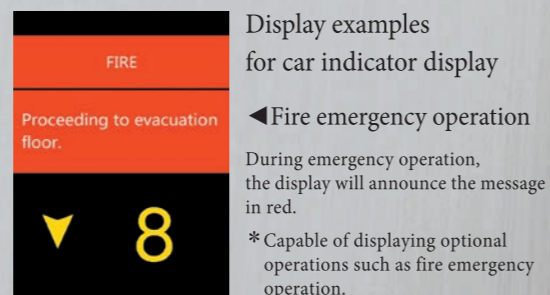 FIRE
Proceeding to evacuation
floor.
8
Display examples
for car indicator display
◀Fire emergency operation
During emergency operation,
the display will announce the message
in red.
* Capable of displaying optional
operations such as fire emergency
operation.